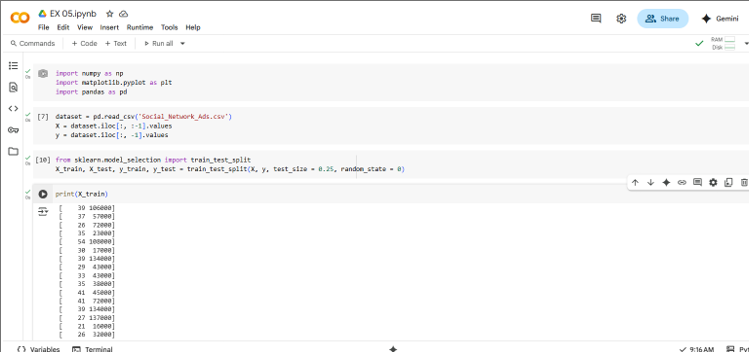 EX 05.ipynb
File Edit View Insert Runtime Tools Help
Share
Gemini
Commands + Code + Text Run all
RAM
Disk
import numpy as np
import matplotlib.pyplot as plt
import pandas as pd
[7] dataset = pd.read_csv('Social_Network_Ads.csv')
X = dataset.iloc[:, :-1].values
y = dataset.iloc[:, -1].values
[10] from sklearn.model_selection import train_test_split
X_train, X_test, y_train, y_test = train_test_split(X, y, test_size = 0.25, random_state = 0)
print(X_train)
[ 39 106000]
[ 37 57000]
[ 26 72000]
[ 35 23000]
[ 54 108000]
[ 30 17000]
[ 39 134000]
[ 29 43000]
[ 33 43000]
[ 35 38000]
[ 41 45000]
[ 41 72000]
[ 39 134000]
[ 27 137000]
[ 21 16000]
[ 26 32000]
Variables Terminal
9:16 AM